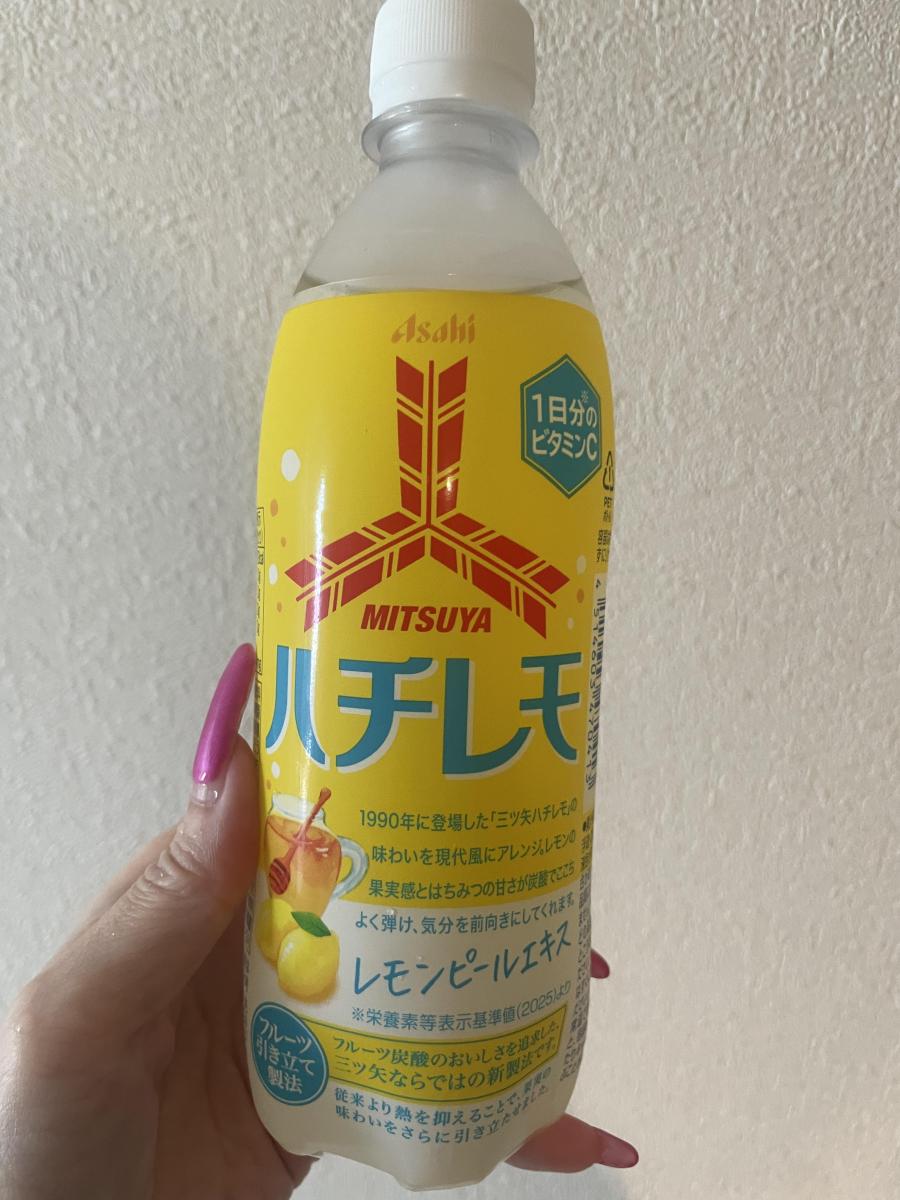 Asahi
1日分の※
ビタミンC
MITSUYA
ハチレモ
1990年に登場した「三ツ矢ハチレモ」の
味わいを現代風にアレンジ。レモンの
果実感とはちみつの甘さが炭酸でここち
よく弾け、気分を前向きにしてくれます。
レモンピールエキス
※栄養素等表示基準値(2025)より
フルーツ
引き立て
製法
フルーツ炭酸のおいしさを追求した、
三ツ矢ならではの新製法です。
従来より熱を抑えることで、果実の
味わいをさらに引き立たせました。
PET